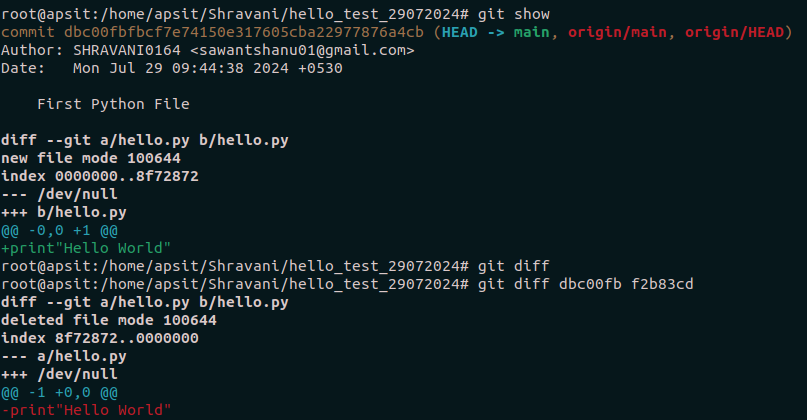 root@apsit:/home/apsit/Shravani/hello_test_29072024# git show
commit dbc00fbfbcf7e74150e317605cba22977876a4cb (HEAD -> main, origin/main, origin/HEAD)
Author: SHRAVANI0164 <sawantshanu01@gmail.com>
Date:   Mon Jul 29 09:44:38 2024 +0530

    First Python File

diff --git a/hello.py b/hello.py
new file mode 100644
index 0000000..8f72872
--- /dev/null
+++ b/hello.py
@@ -0,0 +1 @@
+print"Hello World"
root@apsit:/home/apsit/Shravani/hello_test_29072024# git diff
root@apsit:/home/apsit/Shravani/hello_test_29072024# git diff dbc00fb f2b83cd
diff --git a/hello.py b/hello.py
deleted file mode 100644
index 8f72872..0000000
--- a/hello.py
+++ /dev/null
@@ -1 +0,0 @@
-print"Hello World"